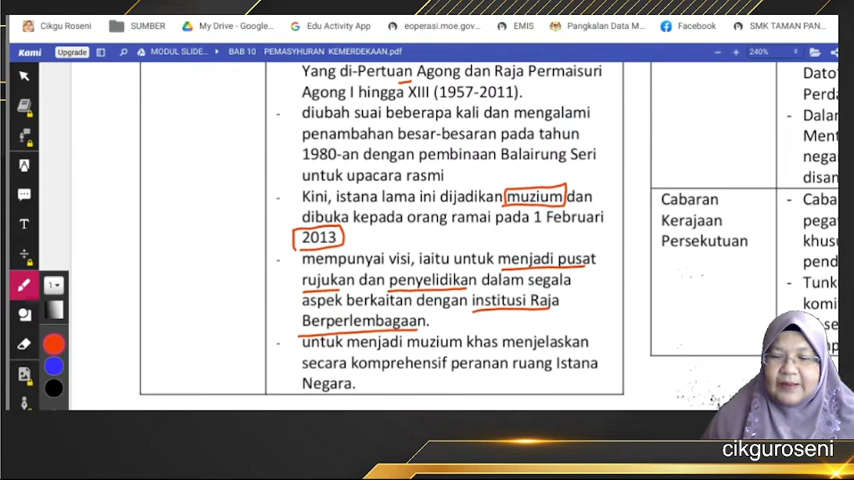 Cikgu Roseni
SUMBER
My Drive - Google...
Edu Activity App
eoperasi.moe.gov...
EMIS
Pangkalan Data M...
Facebook
SMK TAMAN PAN...
Kami
Upgrade
MODUL SLIDE...
BAB 10 PEMASYHURAN KEMERDEKAAN.pdf
240%
Yang di-Pertuan Agong dan Raja Permaisuri
Agong I hingga XIII (1957-2011).
- diubah suai beberapa kali dan mengalami
penambahan besar-besaran pada tahun
1980-an dengan pembinaan Balairung Seri
untuk upacara rasmi
- Kini, istana lama ini dijadikan muzium dan
dibuka kepada orang ramai pada 1 Februari
2013
- mempunyai visi, iaitu untuk menjadi pusat
rujukan dan penyelidikan dalam segala
aspek berkaitan dengan institusi Raja
Berperlembagaan.
- untuk menjadi muzium khas menjelaskan
secara komprehensif peranan ruang Istana
Negara.
Cabaran
Kerajaan
Persekutuan
Dato
Perda
- Dalan
Ment
nega
disan
- Caba
pega
khusu
pend
- Tunk
komi
T
1
cikguroseni